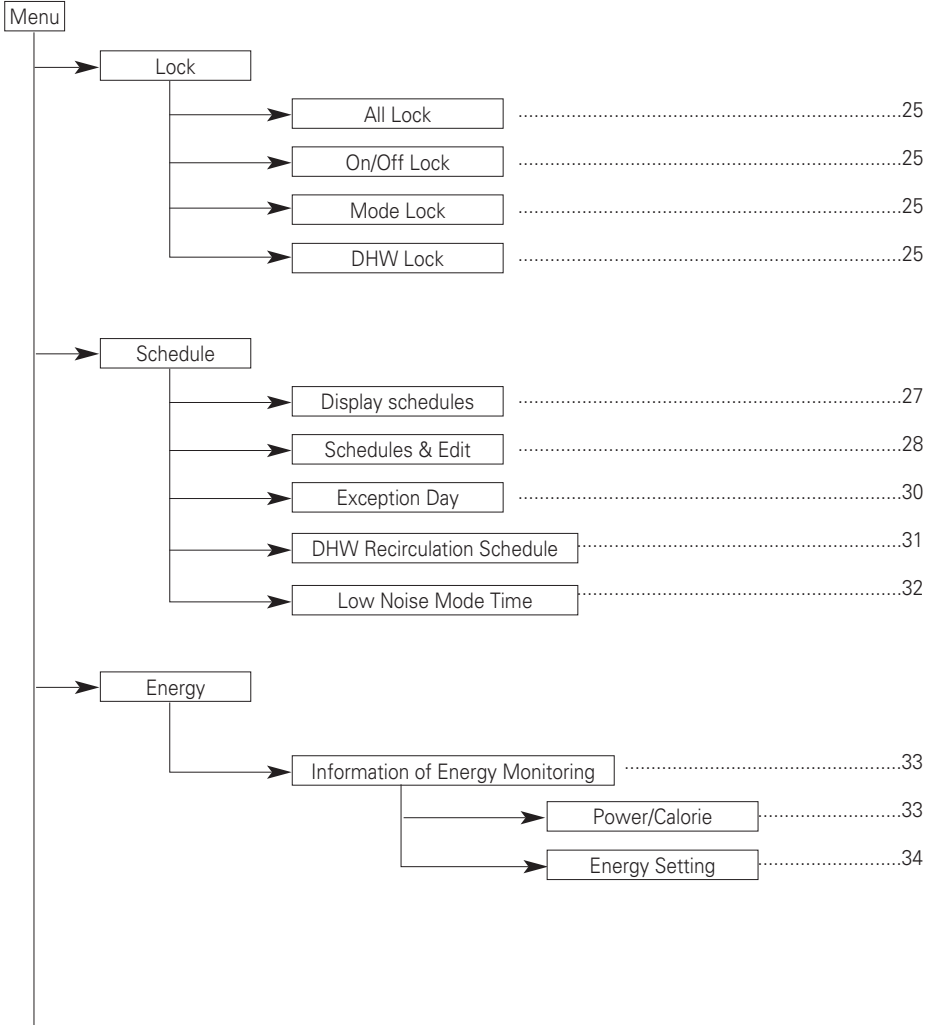 Menu
Lock
All Lock ............................................................25
On/Off Lock ............................................................25
Mode Lock ............................................................25
DHW Lock ............................................................25
Schedule
Display schedules ............................................................27
Schedules & Edit ............................................................28
Exception Day ............................................................30
DHW Recirculation Schedule ..................................................31
Low Noise Mode Time ..................................................32
Energy
Information of Energy Monitoring ...........................................33
Power/Calorie ......................33
Energy Setting ......................34